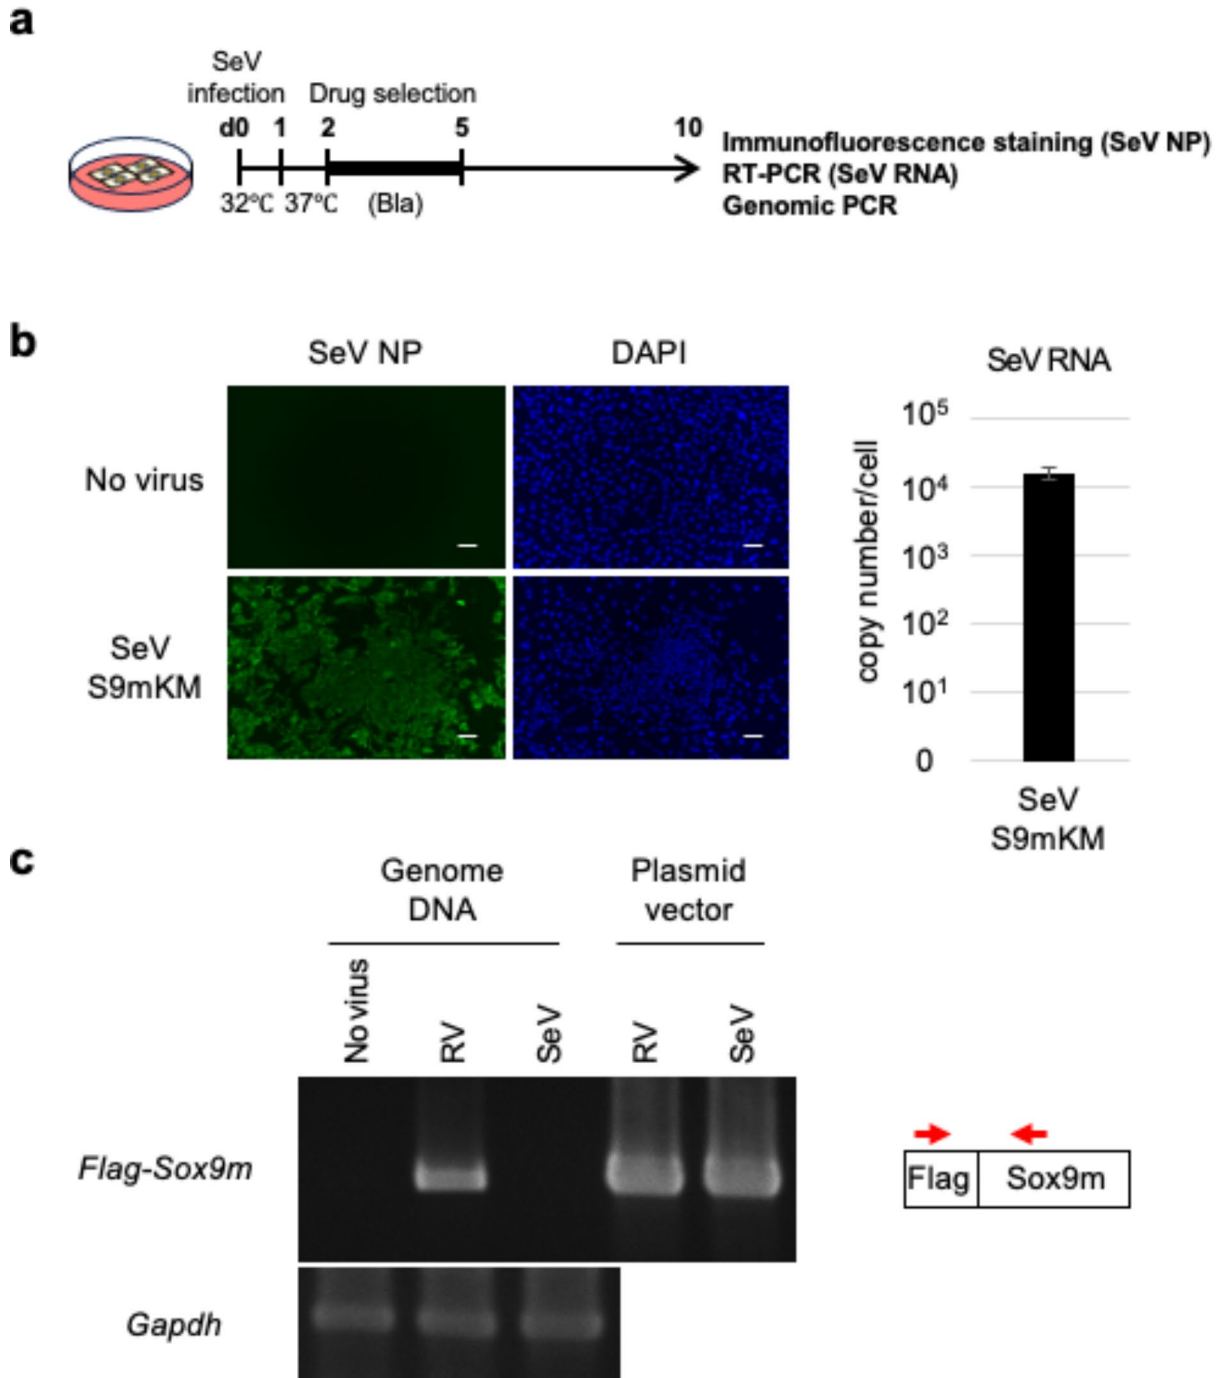 a
SeV
infection Drug selection
d0 1 2 5 10
32℃ 37℃ (Bla)
Immunofluorescence staining (SeV NP)
RT-PCR (SeV RNA)
Genomic PCR
b
SeV NP DAPI
No virus
SeV
S9mKM
SeV RNA
copy number/cell
10⁵
10⁴
10³
10²
10¹
0
SeV
S9mKM
c
Genome
DNA
Plasmid
vector
No virus
RV
SeV
RV
SeV
Flag-Sox9m
Flag Sox9m
Gapdh